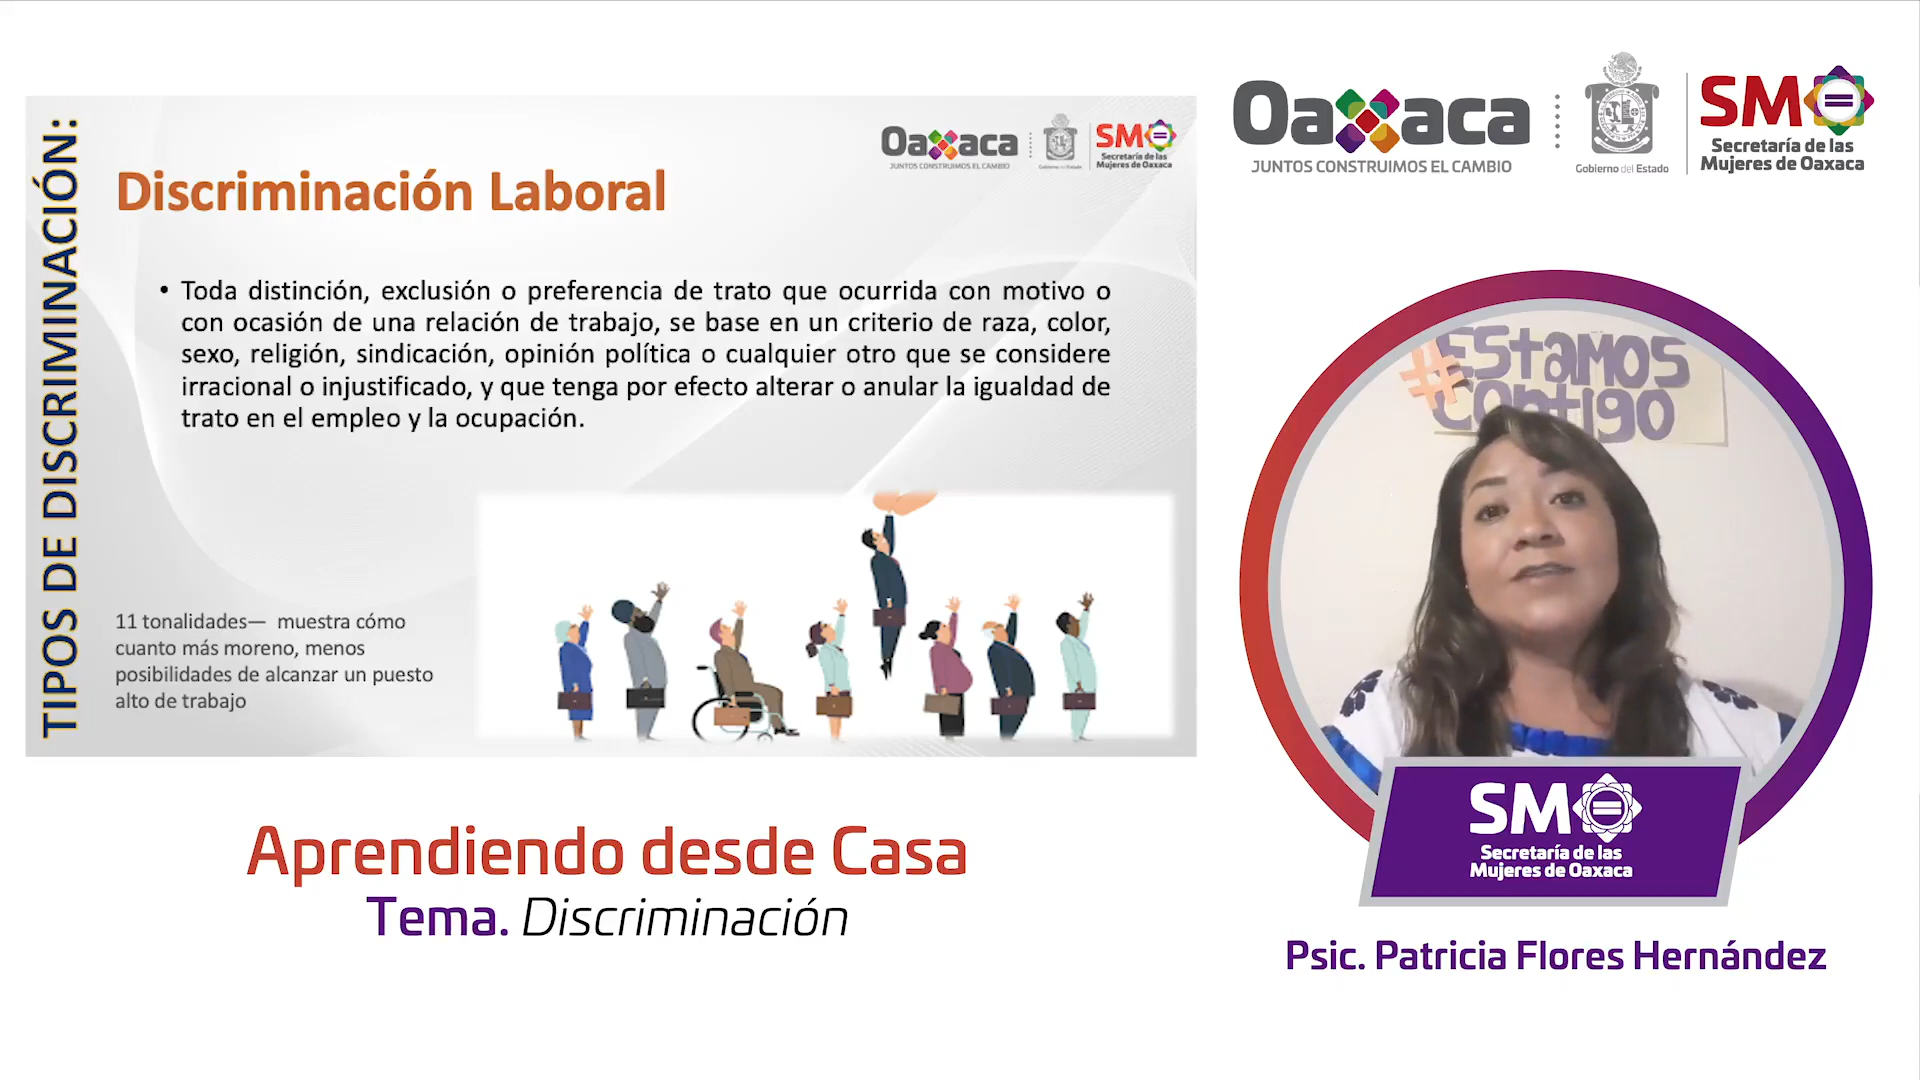 TIPOS DE DISCRIMINACIÓN:
Discriminación Laboral
Oaxaca
JUNTOS CONSTRUIMOS EL CAMBIO
Gobierno del Estado
SM
Secretaría de las
Mujeres de Oaxaca
• Toda distinción, exclusión o preferencia de trato que ocurrida con motivo o
con ocasión de una relación de trabajo, se base en un criterio de raza, color,
sexo, religión, sindicación, opinión política o cualquier otro que se considere
irracional o injustificado, y que tenga por efecto alterar o anular la igualdad de
trato en el empleo y la ocupación.
11 tonalidades— muestra cómo
cuanto más moreno, menos
posibilidades de alcanzar un puesto
alto de trabajo
Aprendiendo desde Casa
Tema. Discriminación
Oaxaca
JUNTOS CONSTRUIMOS EL CAMBIO
Gobierno del Estado
SM
Secretaría de las
Mujeres de Oaxaca
#EStamos
contigo
SM
Secretaría de las
Mujeres de Oaxaca
Psic. Patricia Flores Hernández